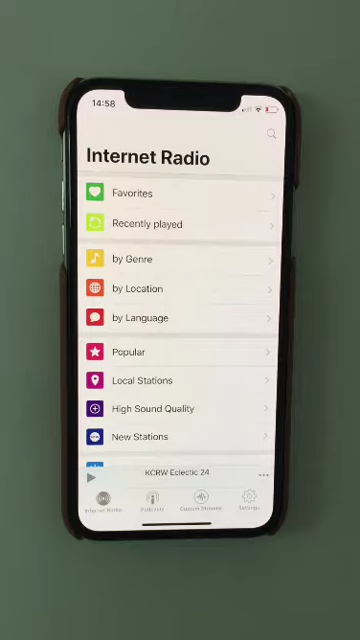 14:58
Internet Radio
Favorites
Recently played
by Genre
by Location
by Language
Popular
Local Stations
High Sound Quality
New Stations
KCRW Eclectic 24
Internet Radio
Podcasts
Custom Streams
Settings